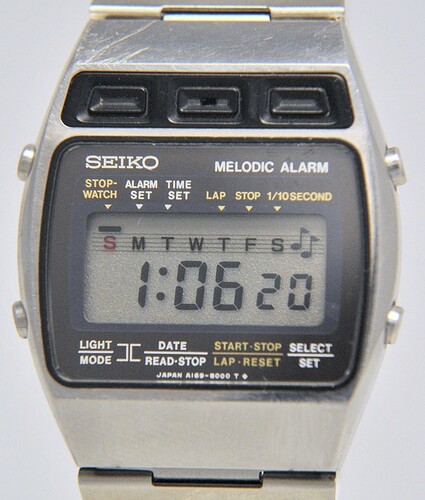 SEIKO MELODIC ALARM
STOP-WATCH ALARM SET TIME SET LAP STOP 1/10 SECOND
S M T W T F S
1:06 20
LIGHT DATE START·STOP SELECT
MODE READ·STOP LAP·RESET SET
JAPAN A169-5000 T